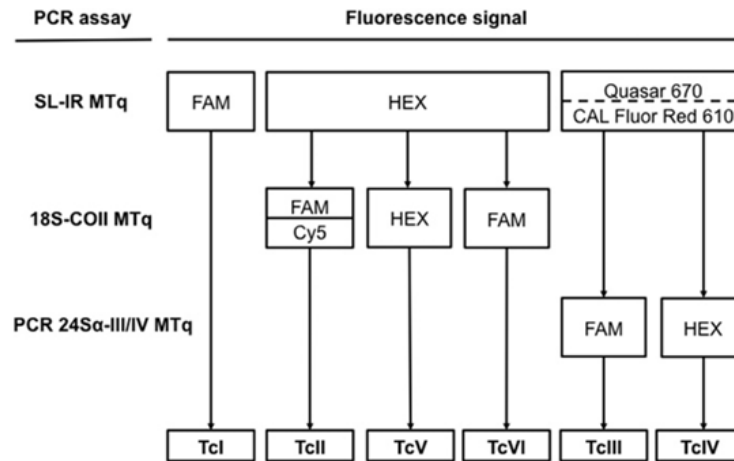 PCR assay Fluorescence signal
SL-IR MTq FAM HEX Quasar 670
CAL Fluor Red 610
18S-COII MTq FAM HEX FAM
Cy5
PCR 24Sα-III/IV MTq FAM HEX
TcI TcII TcV TcVI TcIII TcIV